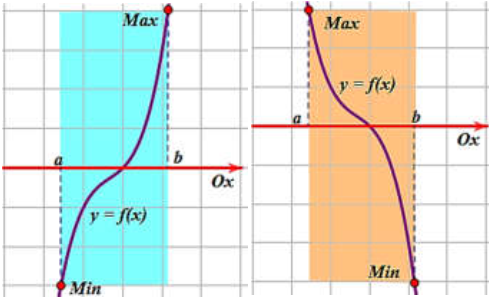 Max
a
b
Ox
y = f(x)
Min
Max
y = f(x)
a
b
Ox
Min